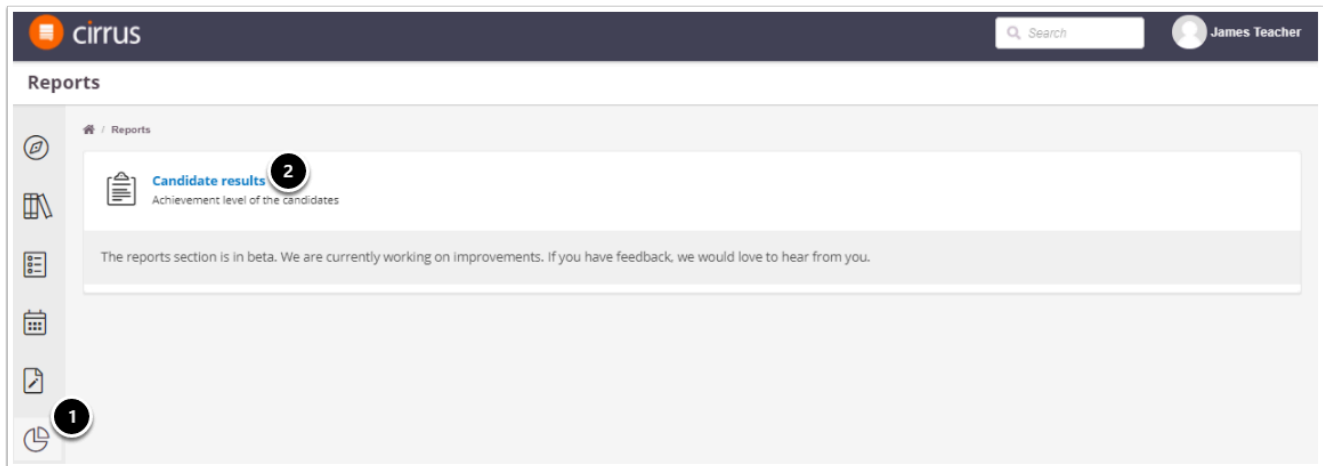 cirrus
Search
James Teacher
Reports
/ Reports
Candidate results
2
Achievement level of the candidates
The reports section is in beta. We are currently working on improvements. If you have feedback, we would love to hear from you.
1